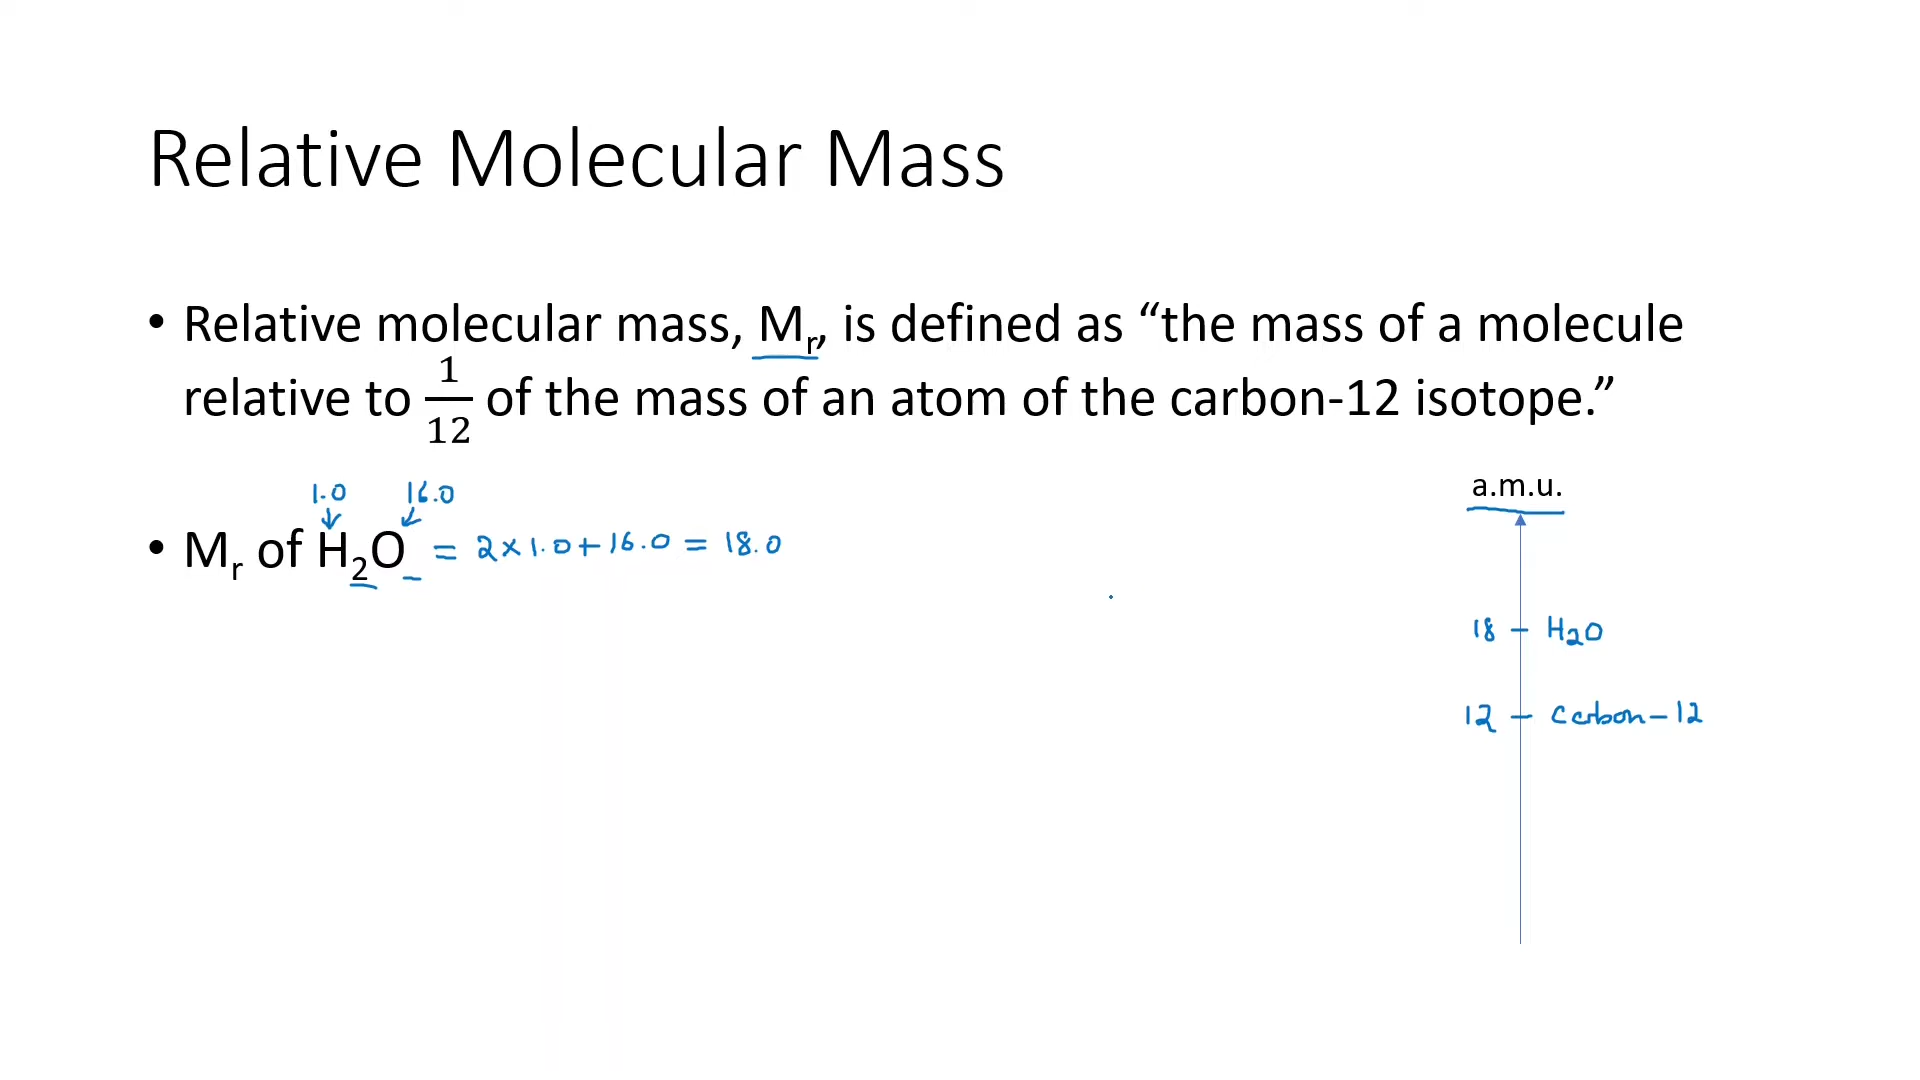 Relative Molecular Mass
• Relative molecular mass, Mr, is defined as “the mass of a molecule
relative to 1/12 of the mass of an atom of the carbon-12 isotope.”
1.0 16.0
• Mr of H2O = 2 × 1.0 + 16.0 = 18.0
a.m.u.
18 – H2O
12 – Carbon-12